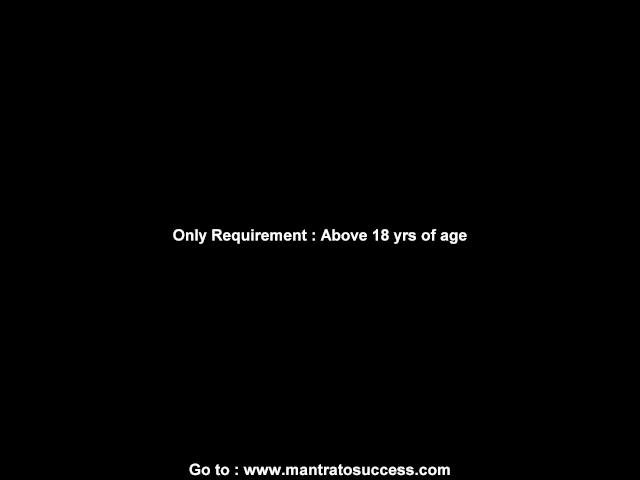 Only Requirement : Above 18 yrs of age
Go to : www.mantratosuccess.com